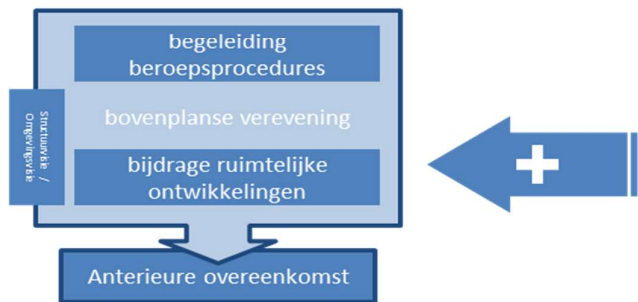 begeleiding
beroepsprocedures
Structuurvisie /
Omgevingsvisie
bovenplanse verevening
bijdrage ruimtelijke
ontwikkelingen
Anterieure overeenkomst